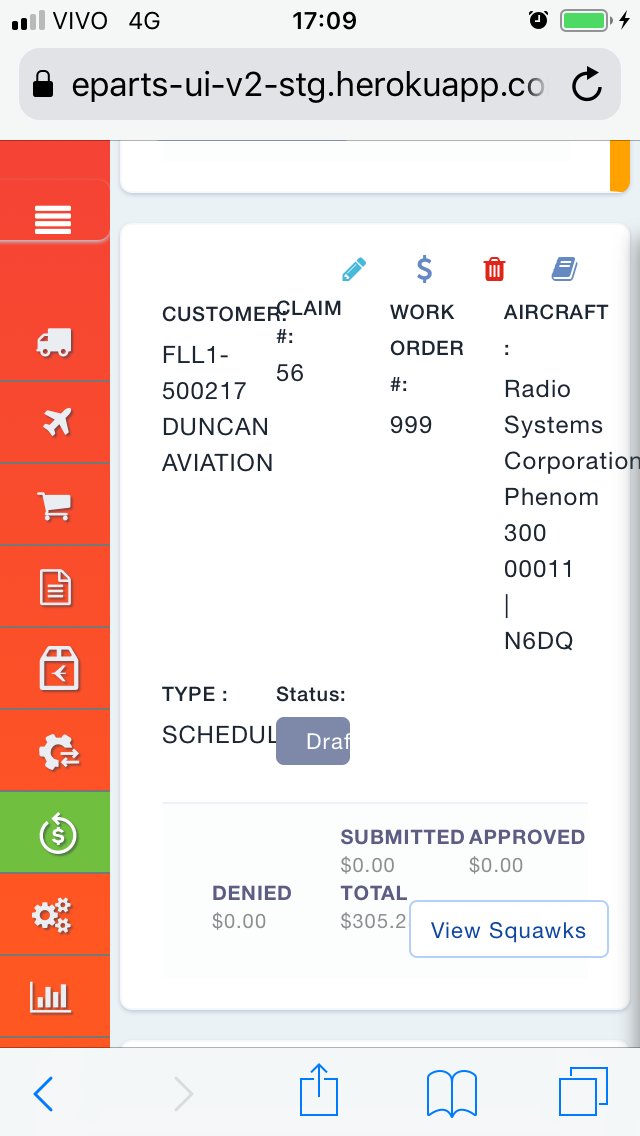 VIVO 4G 17:09
eparts-ui-v2-stg.herokuapp.co
CUSTOMER:
FLL1-
500217
DUNCAN
AVIATION
CLAIM
#:
56
WORK
ORDER
#:
999
AIRCRAFT
:
Radio
Systems
Corporation
Phenom
300
00011
|
N6DQ
TYPE :
SCHEDUL
Status:
Draf
SUBMITTED APPROVED
$0.00 $0.00
DENIED TOTAL
$0.00 $305.2
View Squawks